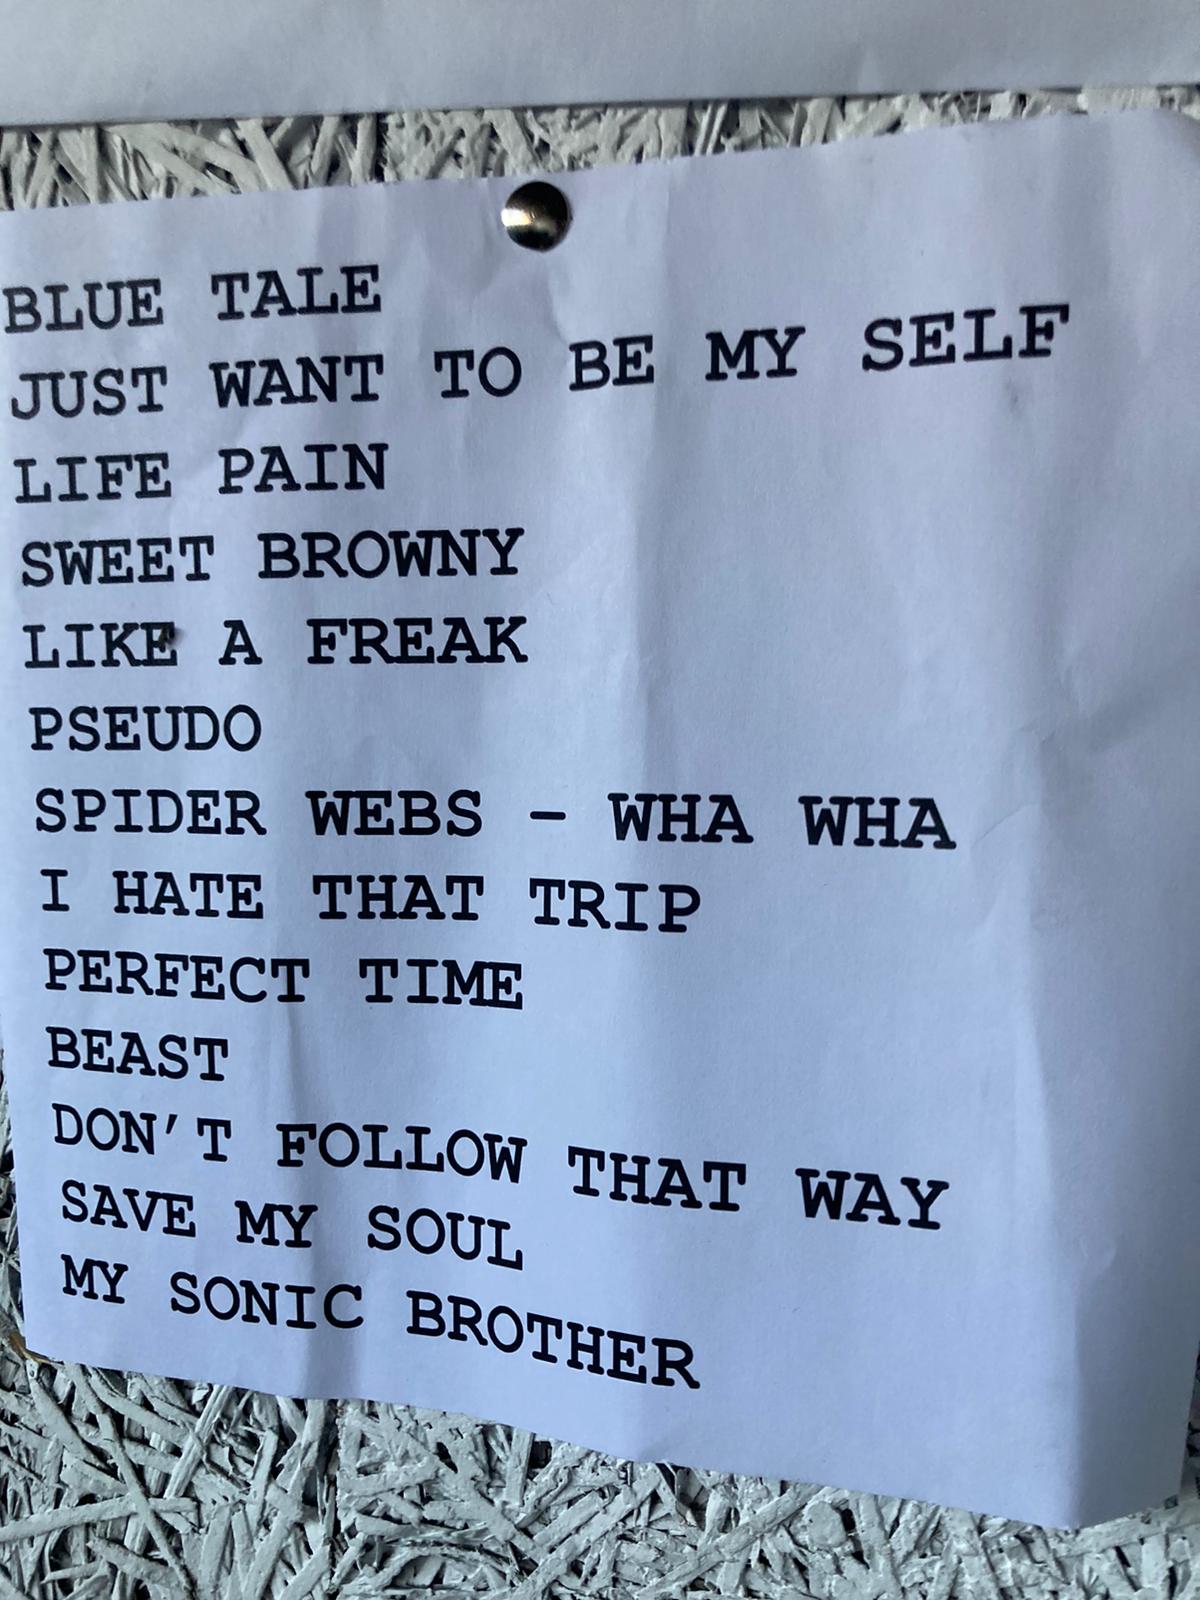 BLUE TALE
JUST WANT TO BE MY SELF
LIFE PAIN
SWEET BROWNY
LIKE A FREAK
PSEUDO
SPIDER WEBS - WHA WHA
I HATE THAT TRIP
PERFECT TIME
BEAST
DON'T FOLLOW THAT WAY
SAVE MY SOUL
MY SONIC BROTHER